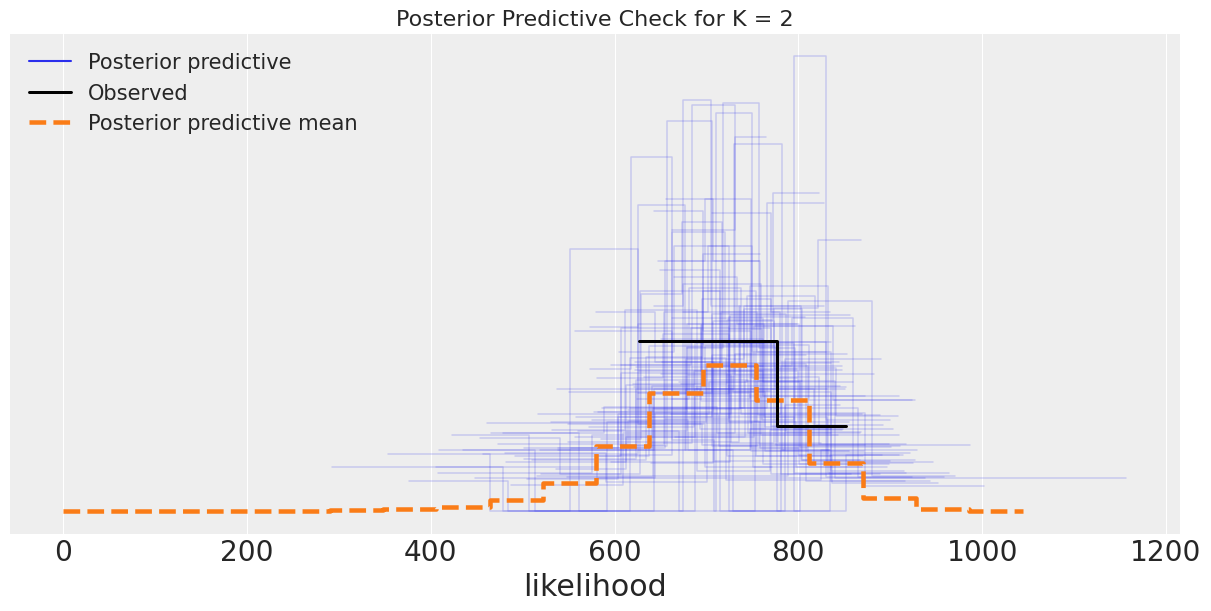 Posterior Predictive Check for K = 2
Posterior predictive
Observed
Posterior predictive mean
0 200 400 600 800 1000 1200
likelihood